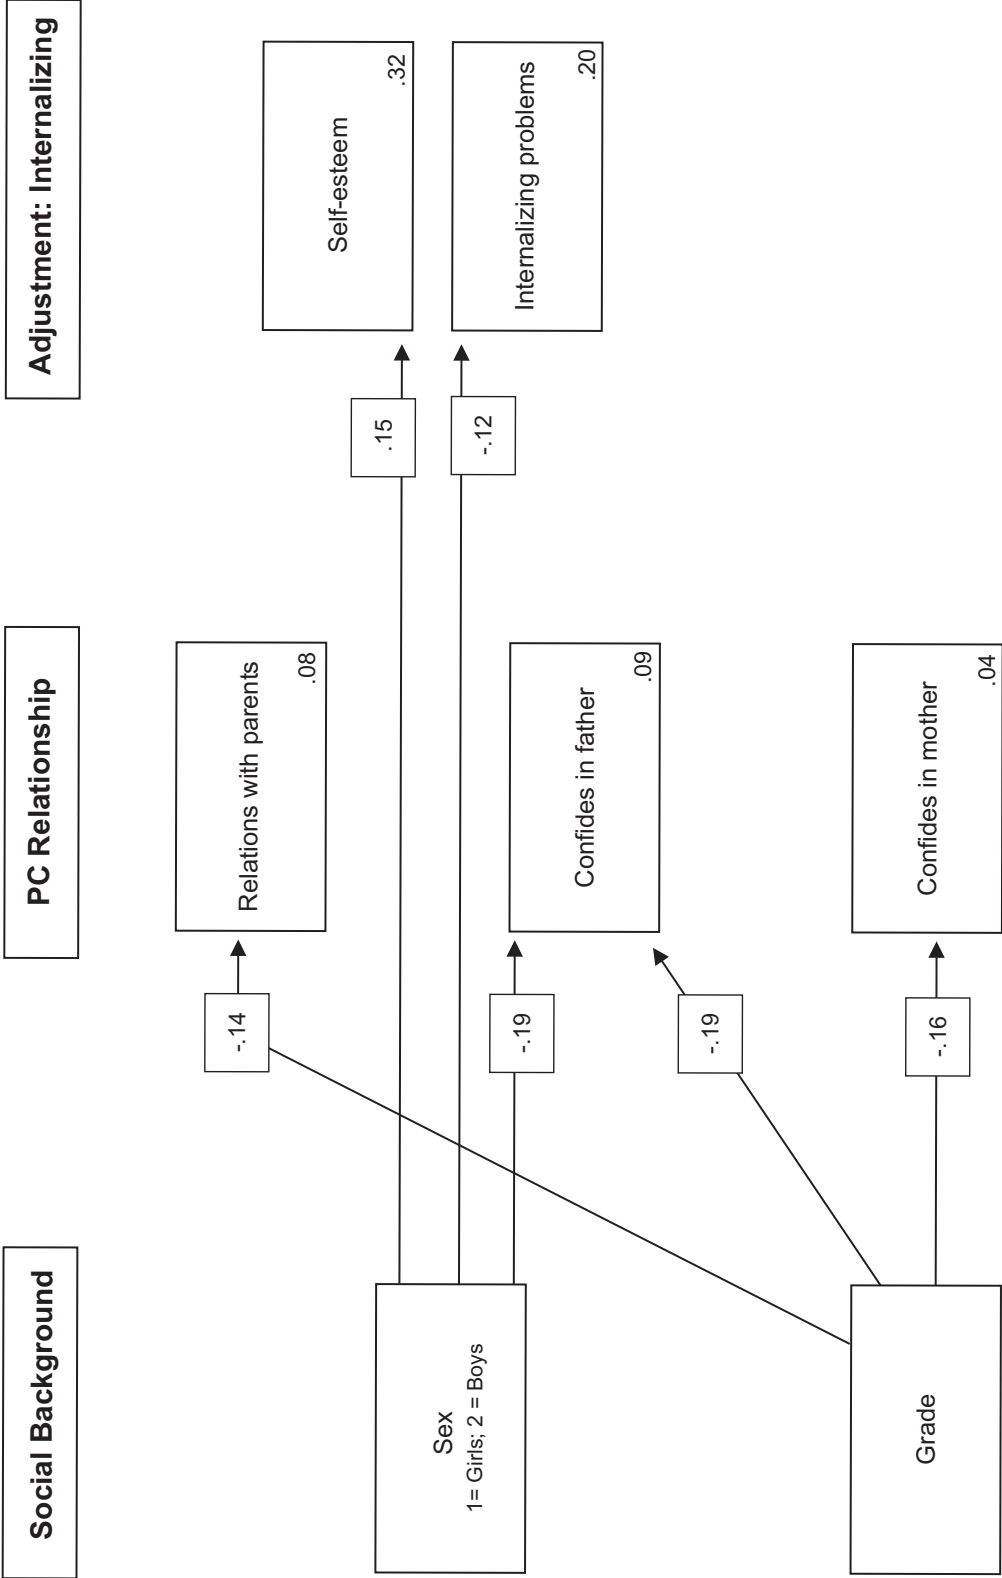 Social Background
PC Relationship
Adjustment: Internalizing
Relations with parents
.08
Self-esteem
.32
Internalizing problems
.20
Sex
1= Girls; 2 = Boys
Confides in father
.09
Grade
Confides in mother
.04
-.14
.15
-.12
-.19
-.19
-.16